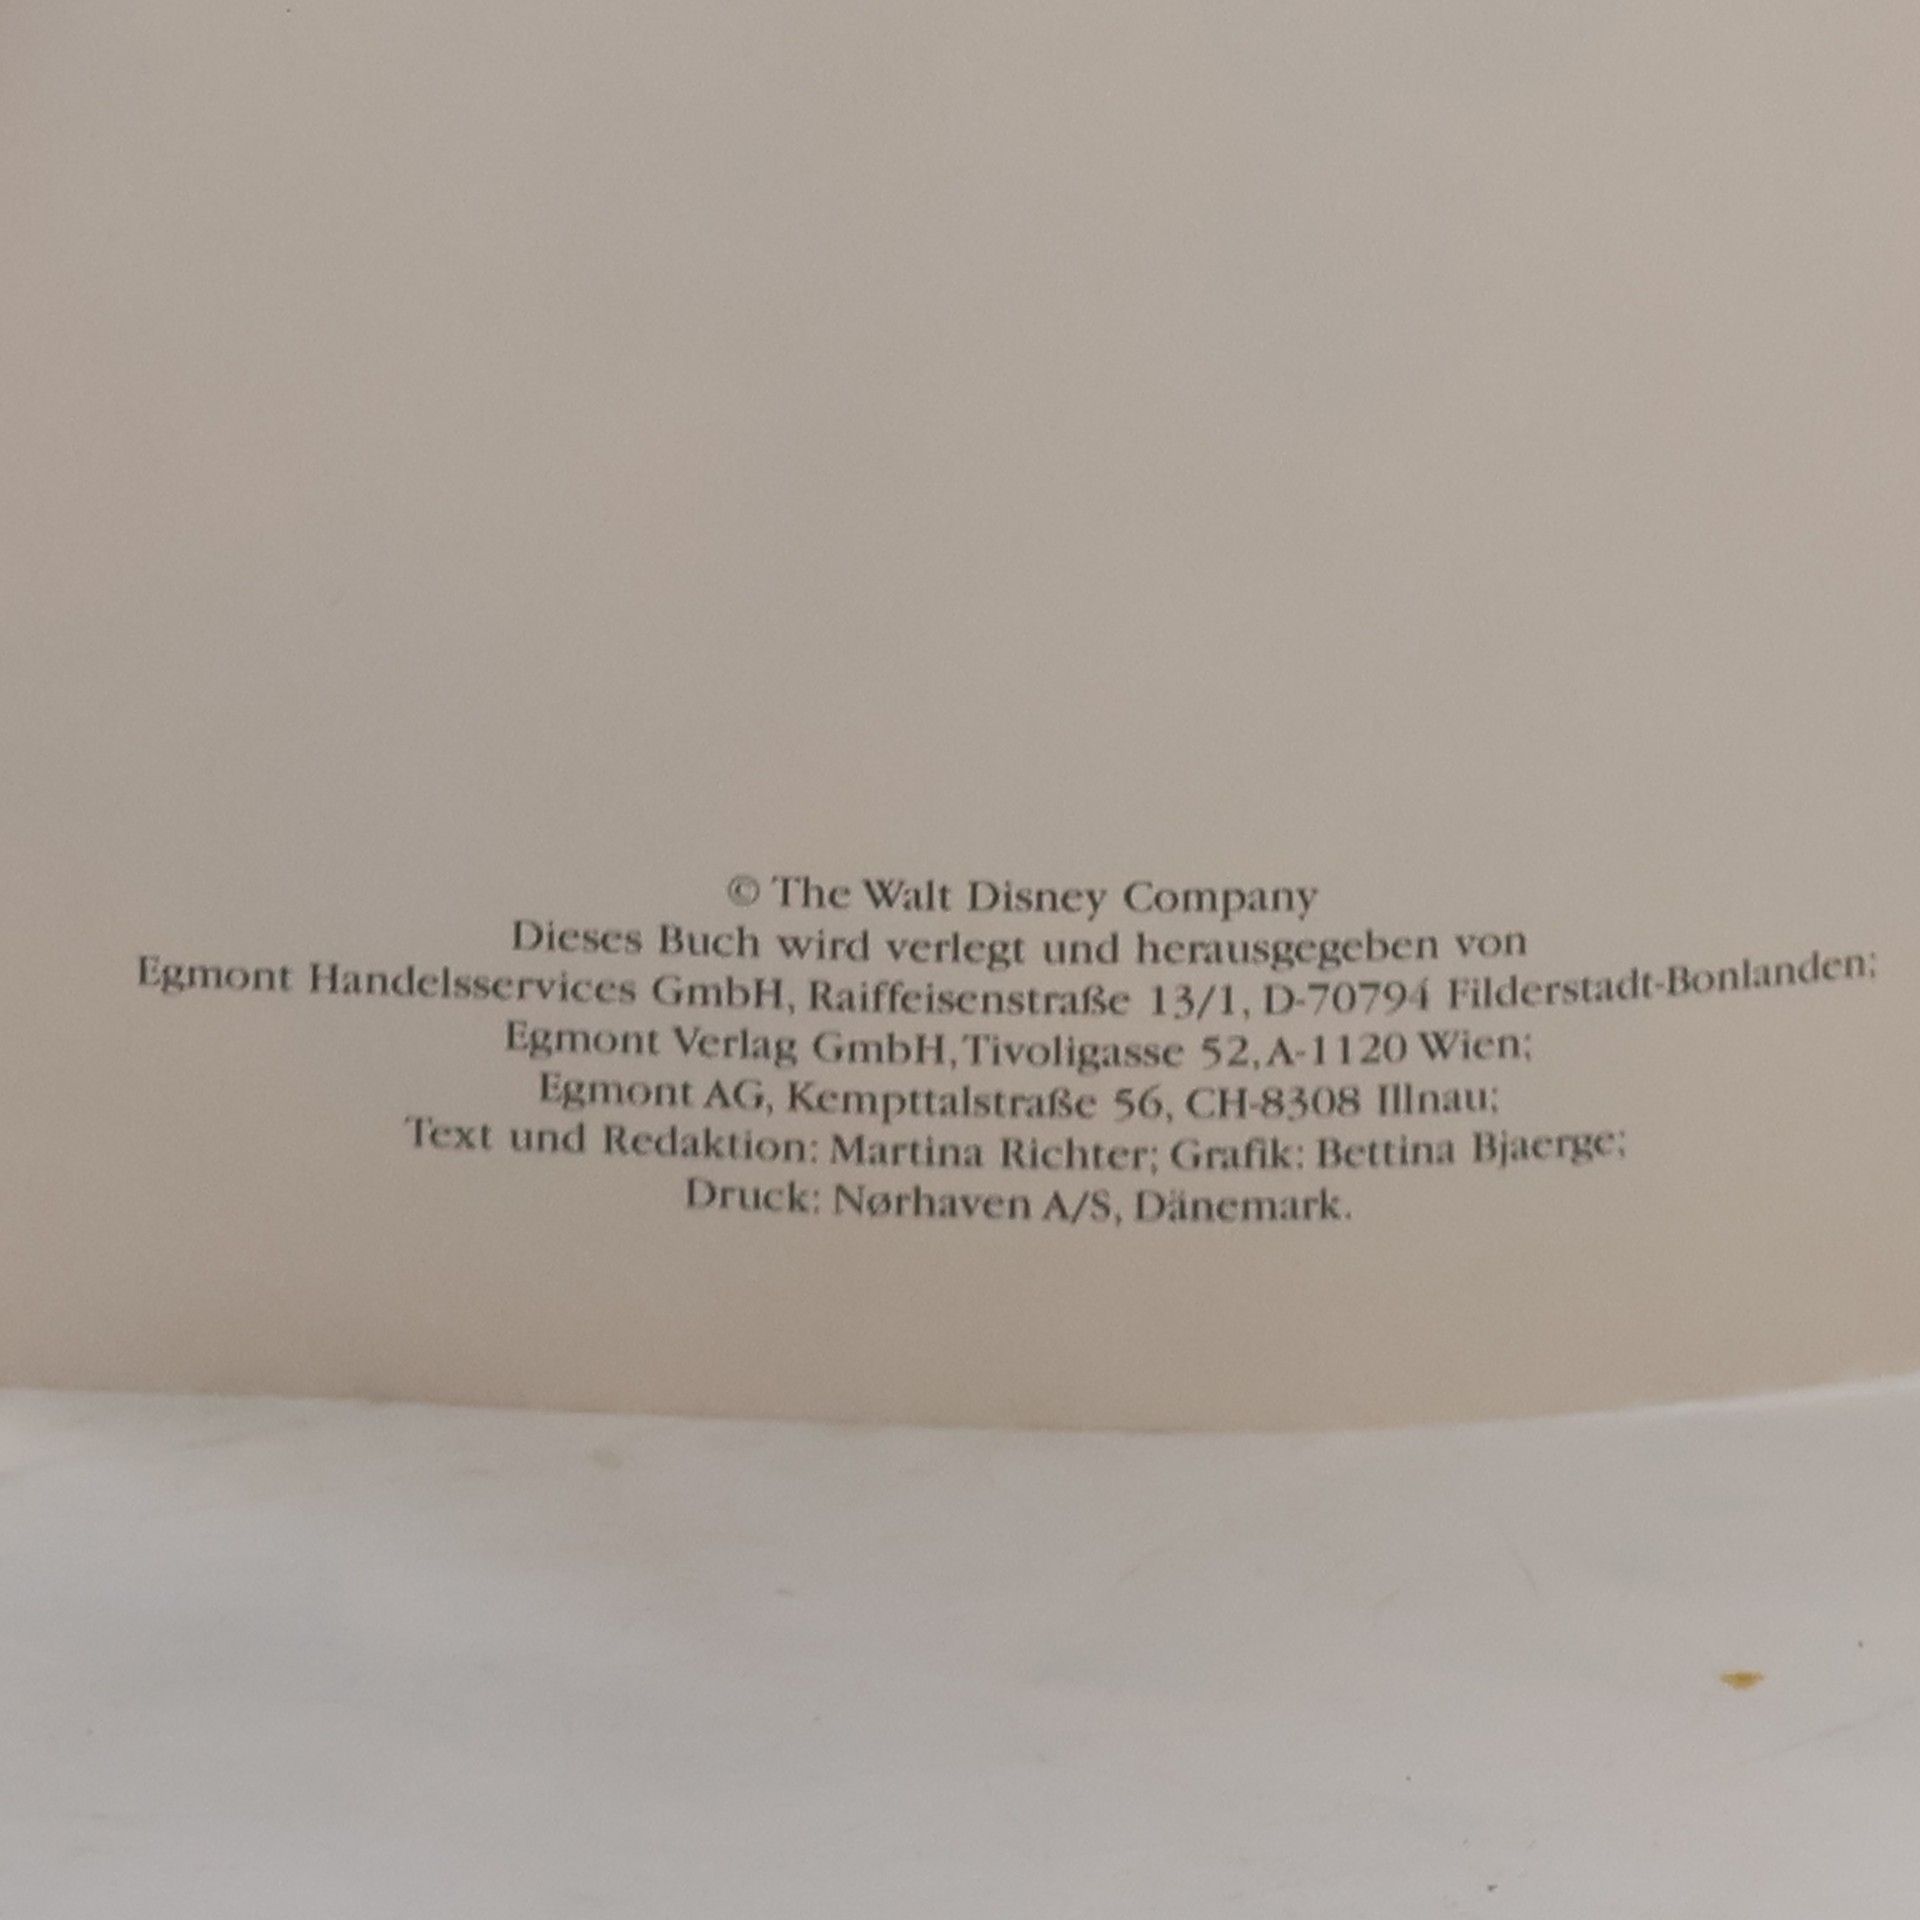 © The Walt Disney Company
Dieses Buch wird verlegt und herausgegeben von
Egmont Handelsservices GmbH, Raiffeisenstraße 13/1, D-70794 Filderstadt-Bonlanden;
Egmont Verlag GmbH, Tivoligasse 52, A-1120 Wien;
Egmont AG, Kempttalstraße 56, CH-8308 Illnau;
Text und Redaktion: Martina Richter; Grafik: Bettina Bjaerge;
Druck: Nørhaven A/S, Dänemark.